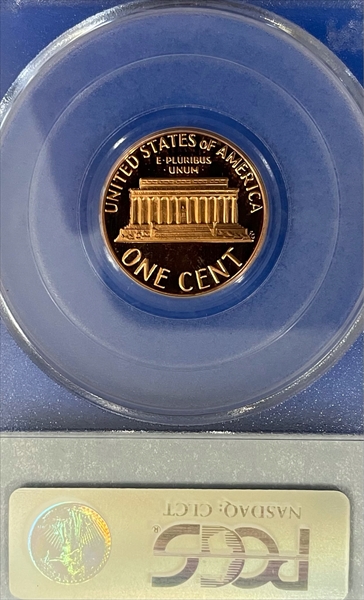 UNITED STATES OF AMERICA
E·PLURIBUS
·UNUM·
ONE CENT
PCGS®
NASDAQ: CLCT